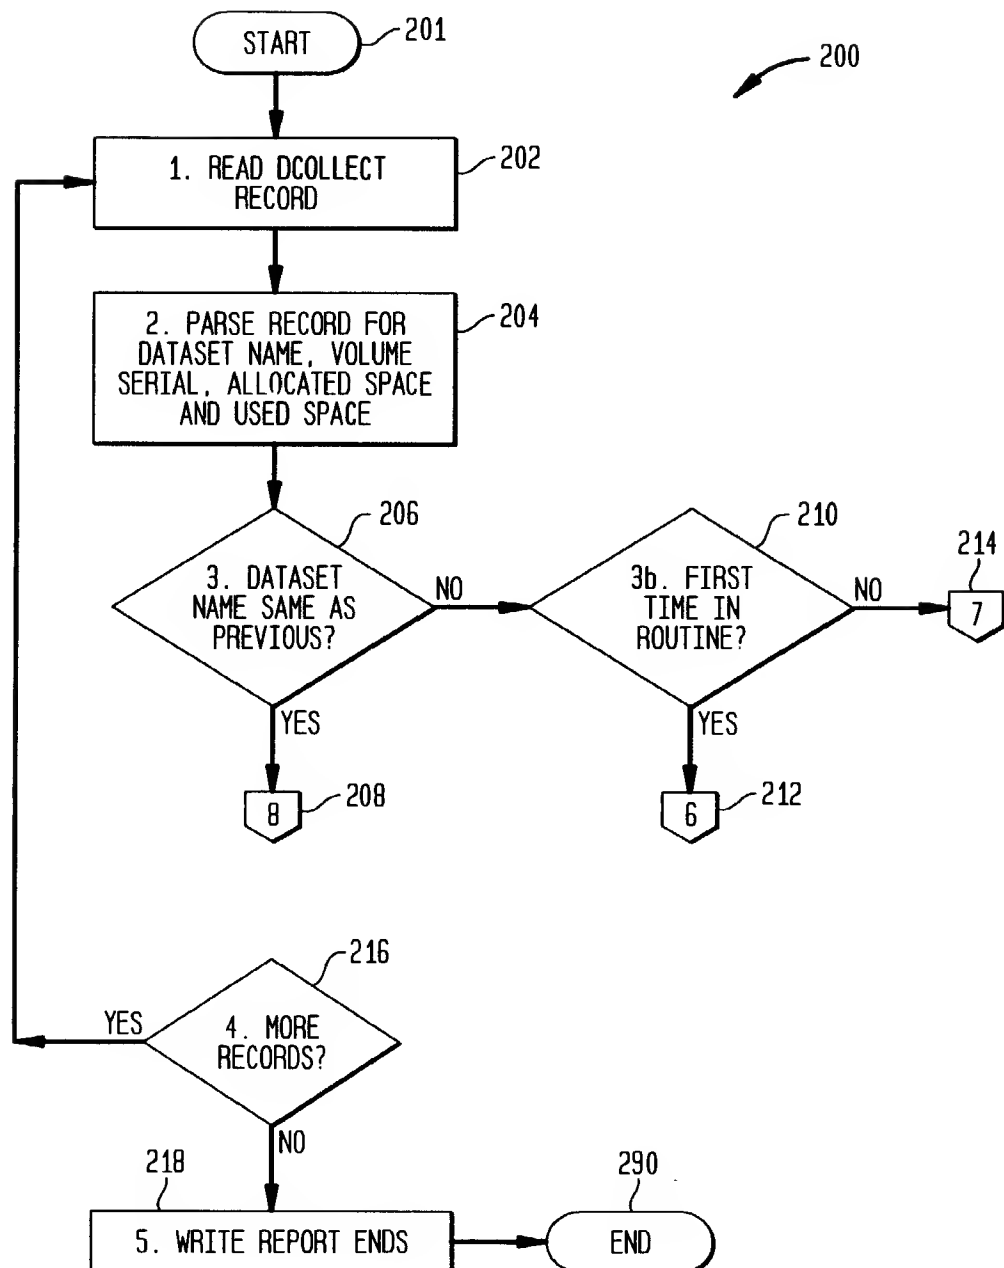 START
201
200
1. READ DCOLLECT
RECORD
202
2. PARSE RECORD FOR
DATASET NAME, VOLUME
SERIAL, ALLOCATED SPACE
AND USED SPACE
204
3. DATASET
NAME SAME AS
PREVIOUS?
206
NO
3b. FIRST
TIME IN
ROUTINE?
210
NO
214
7
YES
8
208
YES
6
212
4. MORE
RECORDS?
216
YES
NO
218
5. WRITE REPORT ENDS
290
END